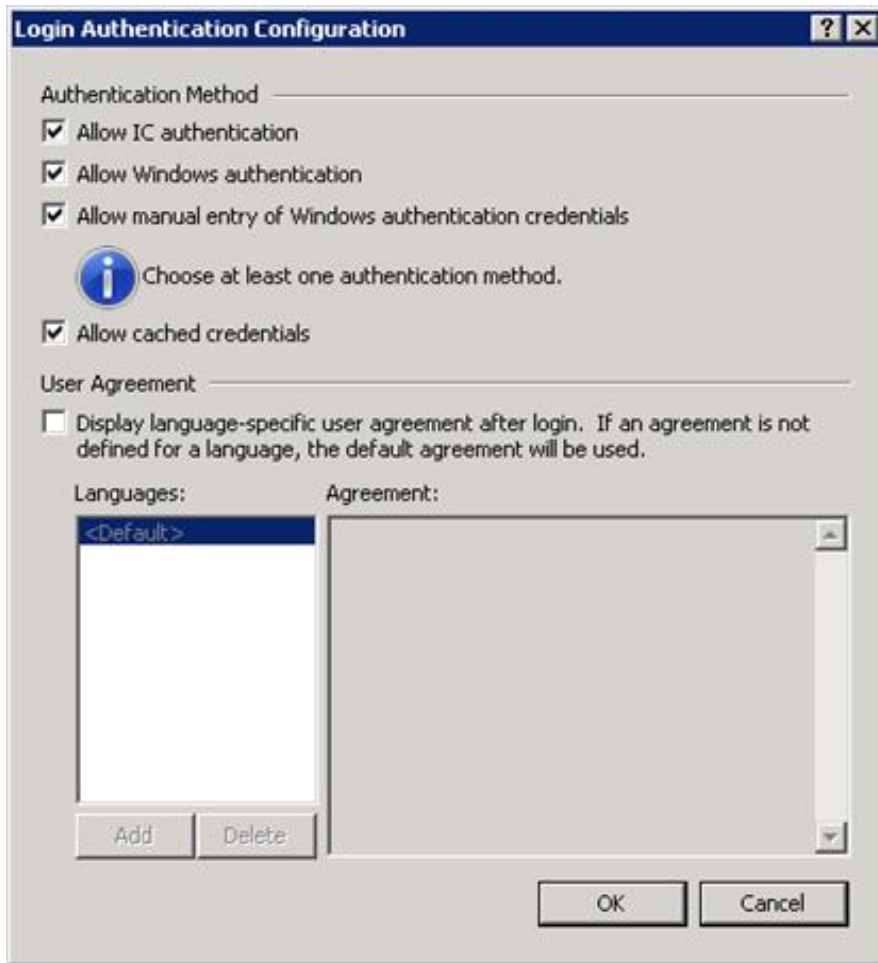 Login Authentication Configuration
Authentication Method
Allow IC authentication
Allow Windows authentication
Allow manual entry of Windows authentication credentials
Choose at least one authentication method.
Allow cached credentials
User Agreement
Display language-specific user agreement after login. If an agreement is not
defined for a language, the default agreement will be used.
Languages:
Agreement:
<Default>
Add
Delete
OK
Cancel